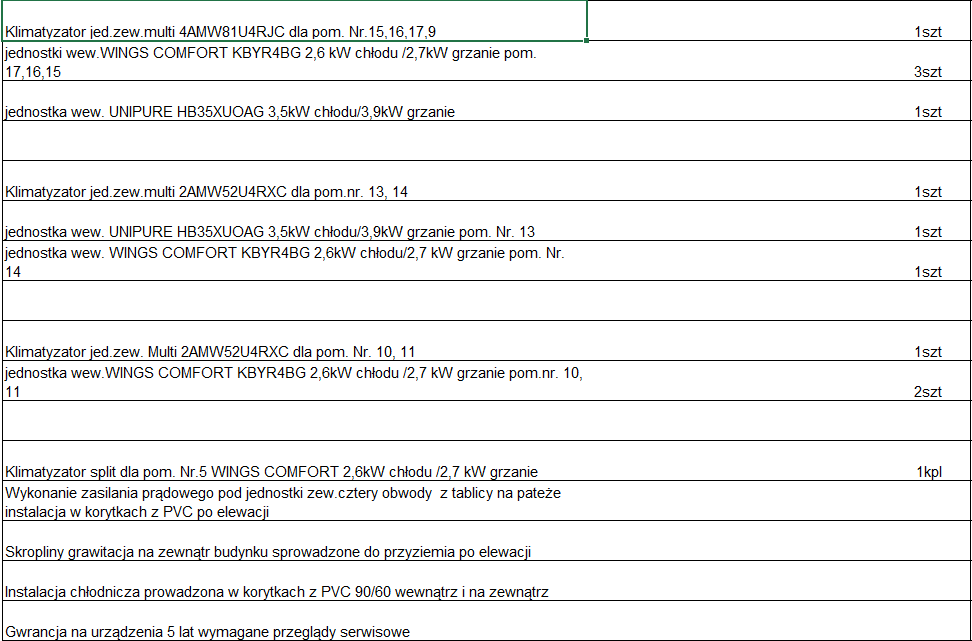 Klimatyzator jed.zew.multi 4AMW81U4RJC dla pom. Nr.15,16,17,9 1szt
jednostki wew.WINGS COMFORT KBYR4BG 2,6 kW chłodu /2,7kW grzanie pom.
17,16,15 3szt
jednostka wew. UNIPURE HB35XUOAG 3,5kW chłodu/3,9kW grzanie 1szt
Klimatyzator jed.zew.multi 2AMW52U4RXC dla pom.nr. 13, 14 1szt
jednostka wew. UNIPURE HB35XUOAG 3,5kW chłodu/3,9kW grzanie pom. Nr. 13 1szt
jednostka wew. WINGS COMFORT KBYR4BG 2,6kW chłodu/2,7 kW grzanie pom. Nr.
14 1szt
Klimatyzator jed.zew. Multi 2AMW52U4RXC dla pom. Nr. 10, 11 1szt
jednostka wew.WINGS COMFORT KBYR4BG 2,6kW chłodu /2,7 kW grzanie pom.nr. 10,
11 2szt
Klimatyzator split dla pom. Nr.5 WINGS COMFORT 2,6kW chłodu /2,7 kW grzanie 1kpl
Wykonanie zasilania prądowego pod jednostki zew.cztery obwody  z tablicy na pateże
instalacja w korytkach z PVC po elewacji
Skropliny grawitacja na zewnątr budynku sprowadzone do przyziemia po elewacji
Instalacja chłodnicza prowadzona w korytkach z PVC 90/60 wewnątrz i na zewnątrz
Gwrancja na urządzenia 5 lat wymagane przeglądy serwisowe